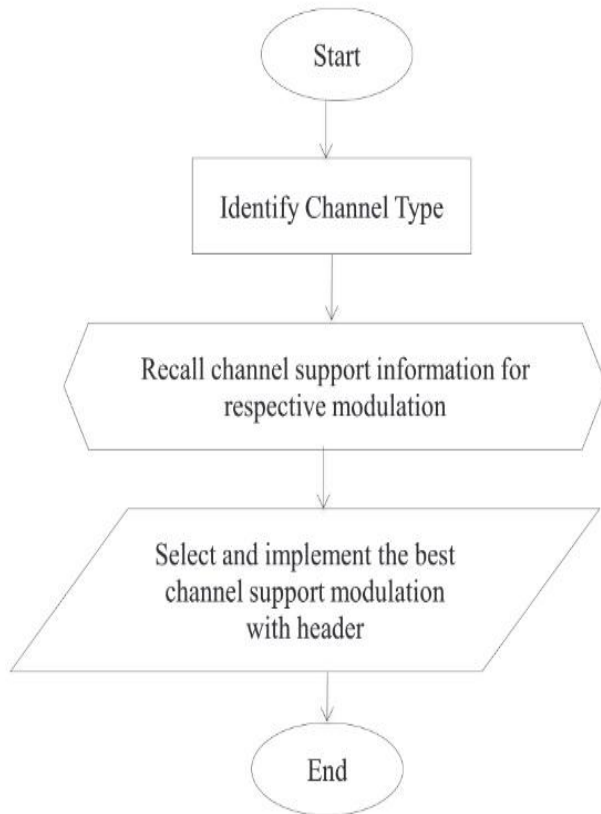 Start
Identify Channel Type
Recall channel support information for
respective modulation
Select and implement the best
channel support modulation
with header
End